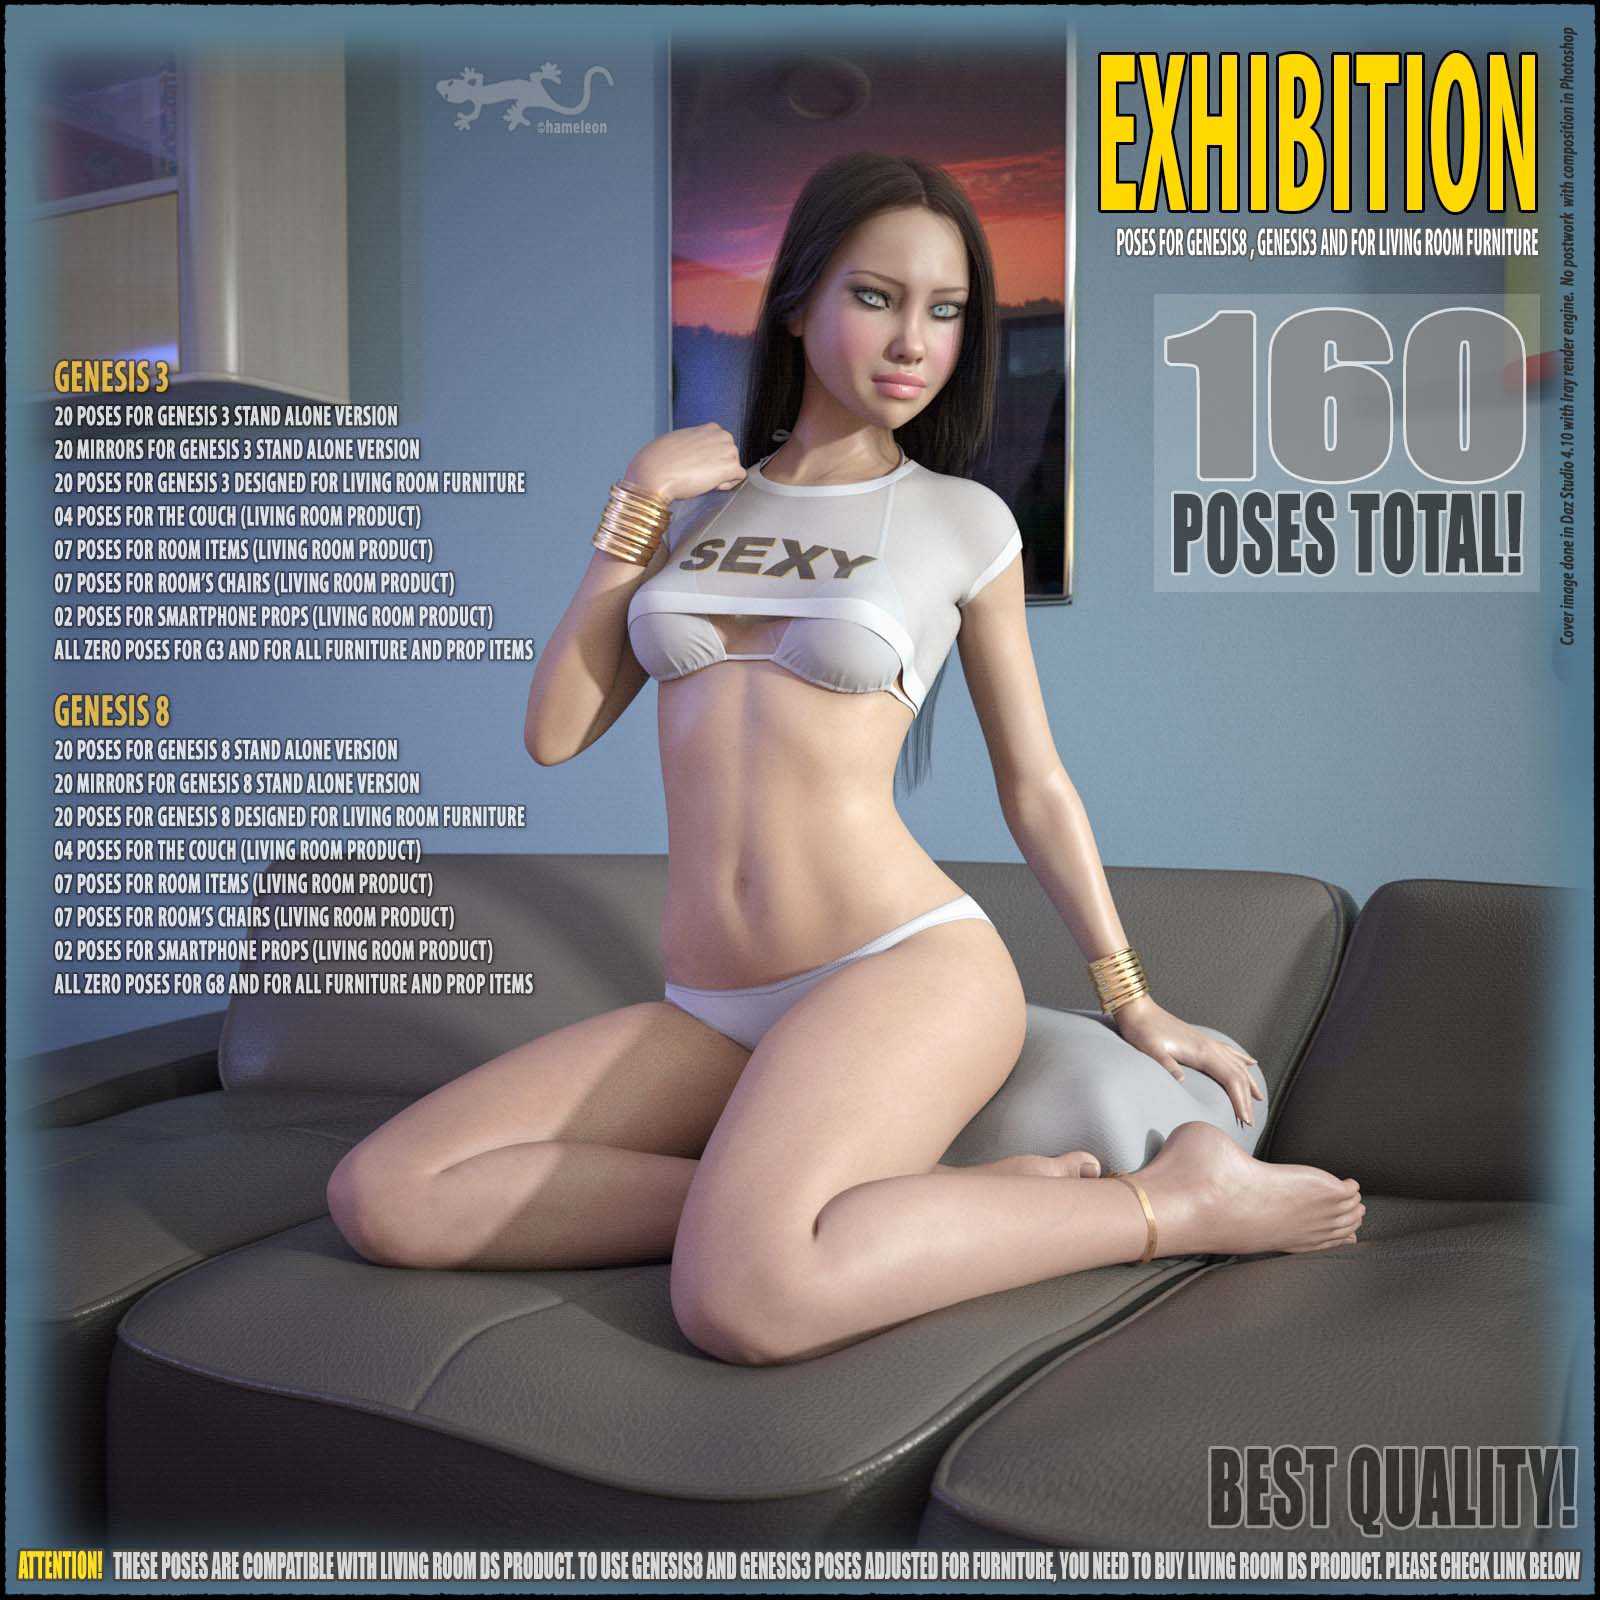 ©hameleon
EXHIBITION
POSES FOR GENESIS8 , GENESIS3 AND FOR LIVING ROOM FURNITURE
160
POSES TOTAL!
Cover image done in Daz Studio 4.10 with Iray render engine. No postwork with composition in Photoshop
GENESIS 3
20 POSES FOR GENESIS 3 STAND ALONE VERSION
20 MIRRORS FOR GENESIS 3 STAND ALONE VERSION
20 POSES FOR GENESIS 3 DESIGNED FOR LIVING ROOM FURNITURE
04 POSES FOR THE COUCH (LIVING ROOM PRODUCT)
07 POSES FOR ROOM ITEMS (LIVING ROOM PRODUCT)
07 POSES FOR ROOM'S CHAIRS (LIVING ROOM PRODUCT)
02 POSES FOR SMARTPHONE PROPS (LIVING ROOM PRODUCT)
ALL ZERO POSES FOR G3 AND FOR ALL FURNITURE AND PROP ITEMS
SEXY
GENESIS 8
20 POSES FOR GENESIS 8 STAND ALONE VERSION
20 MIRRORS FOR GENESIS 8 STAND ALONE VERSION
20 POSES FOR GENESIS 8 DESIGNED FOR LIVING ROOM FURNITURE
04 POSES FOR THE COUCH (LIVING ROOM PRODUCT)
07 POSES FOR ROOM ITEMS (LIVING ROOM PRODUCT)
07 POSES FOR ROOM'S CHAIRS (LIVING ROOM PRODUCT)
02 POSES FOR SMARTPHONE PROPS (LIVING ROOM PRODUCT)
ALL ZERO POSES FOR G8 AND FOR ALL FURNITURE AND PROP ITEMS
BEST QUALITY!
ATTENTION! THESE POSES ARE COMPATIBLE WITH LIVING ROOM DS PRODUCT. TO USE GENESIS8 AND GENESIS3 POSES ADJUSTED FOR FURNITURE, YOU NEED TO BUY LIVING ROOM DS PRODUCT. PLEASE CHECK LINK BELOW